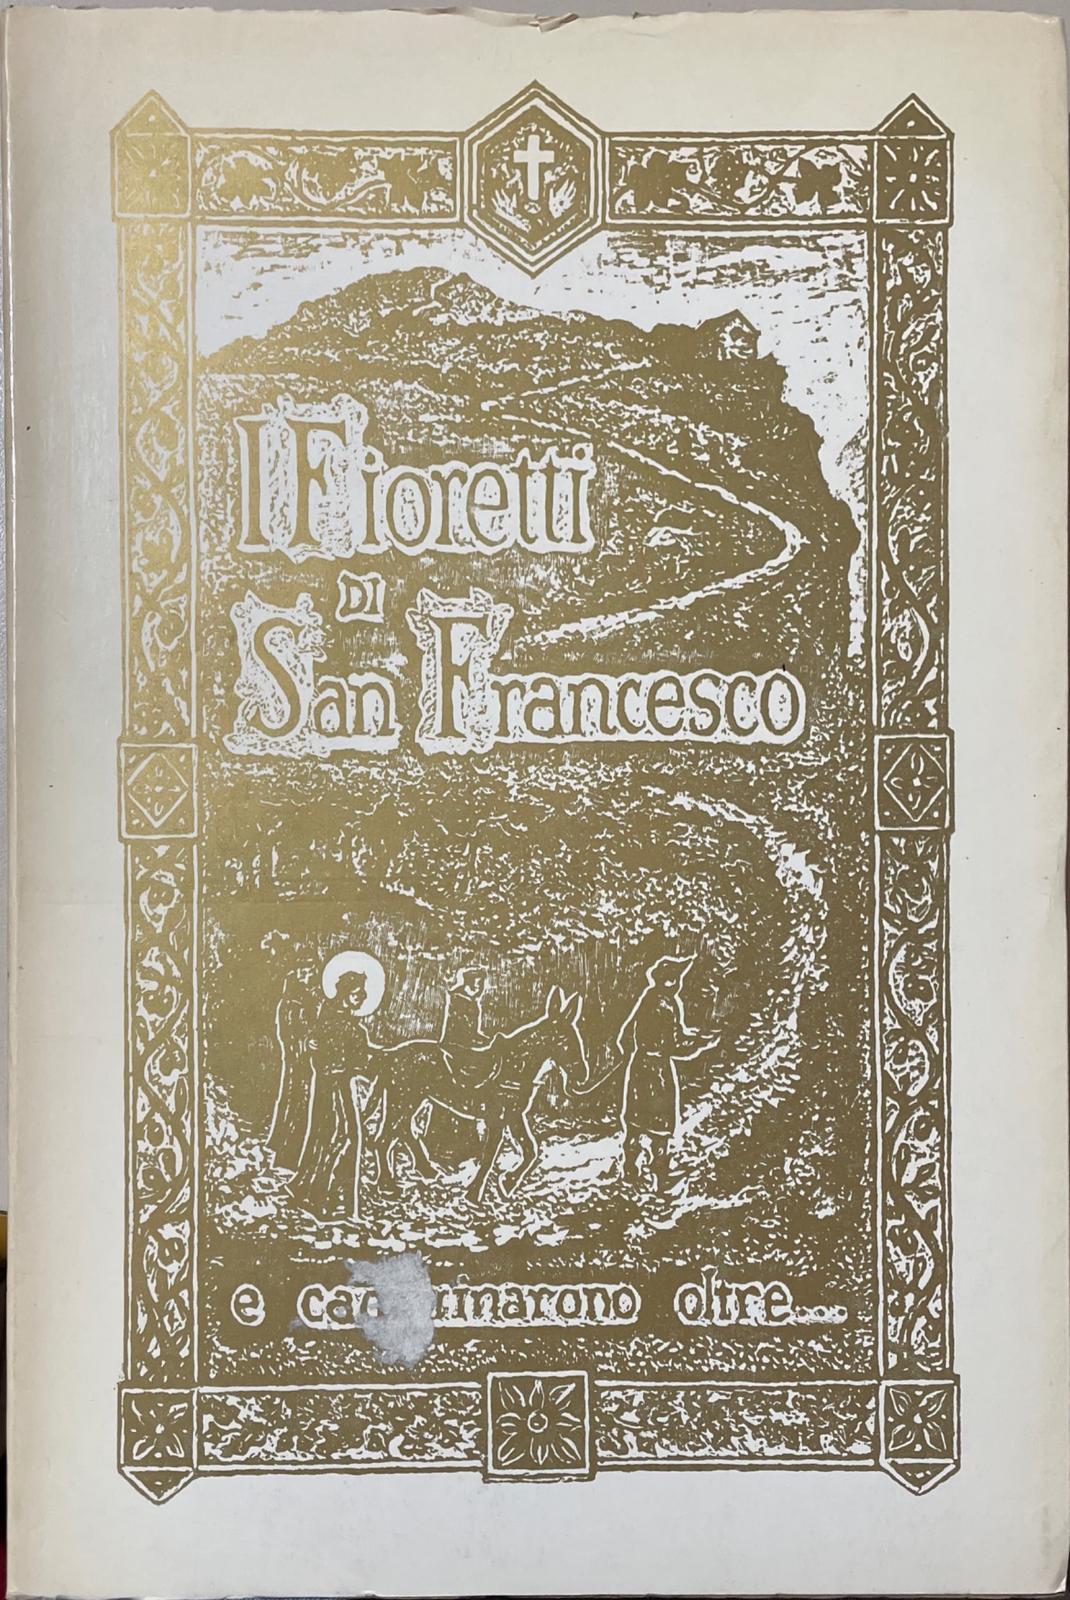 I Fioretti
DI
San Francesco
e oltre...